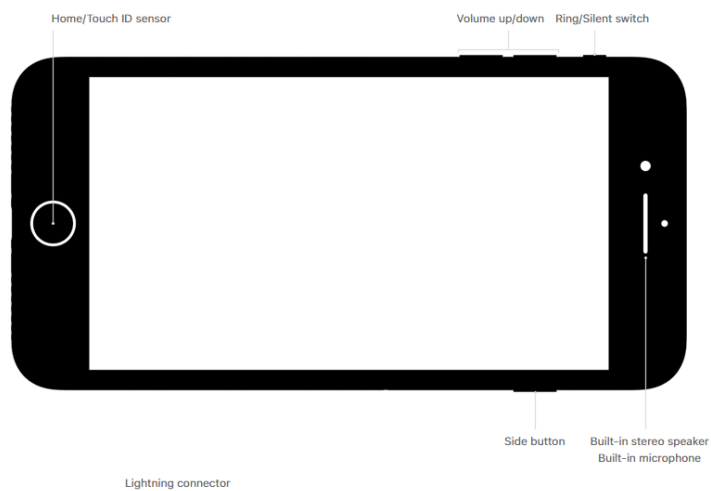 Home/Touch ID sensor
Volume up/down
Ring/Silent switch
Side button
Built-in stereo speaker
Built-in microphone
Lightning connector